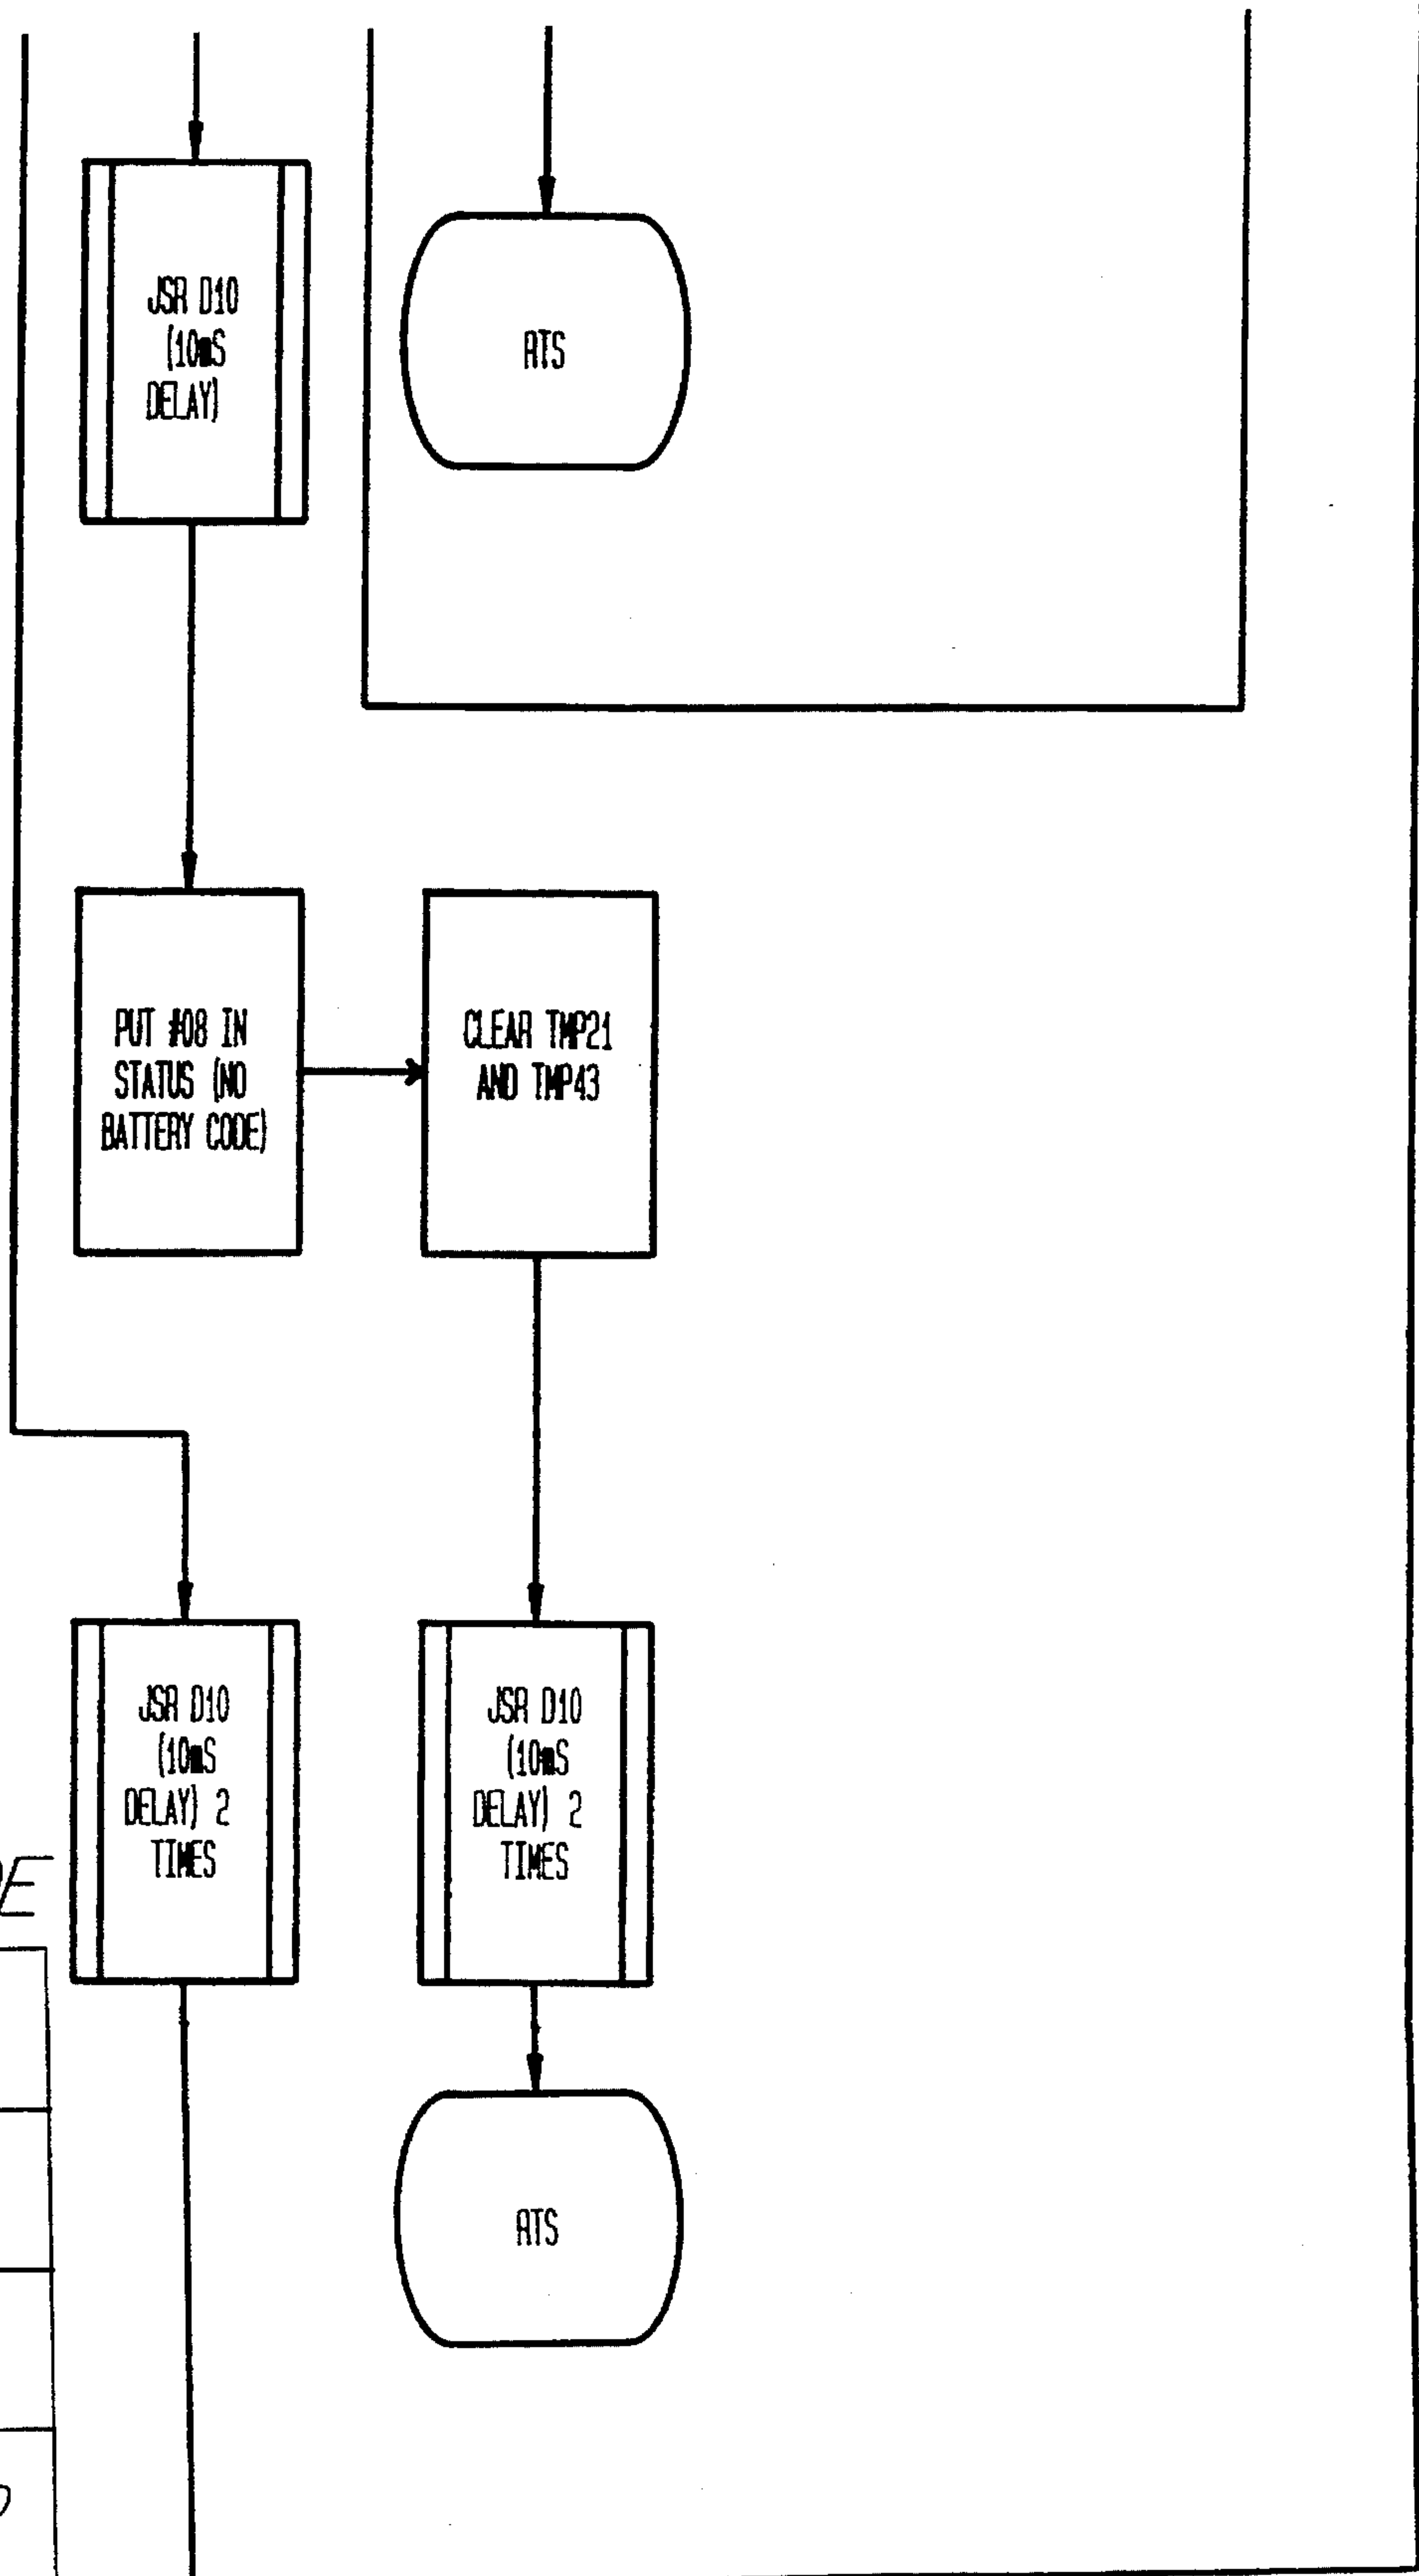 JSR D10
(10mS
DELAY)
RTS
PUT #08 IN
STATUS (NO
BATTERY CODE)
CLEAR TMP21
AND TMP43
JSR D10
(10mS
DELAY) 2
TIMES
JSR D10
(10mS
DELAY) 2
TIMES
RTS